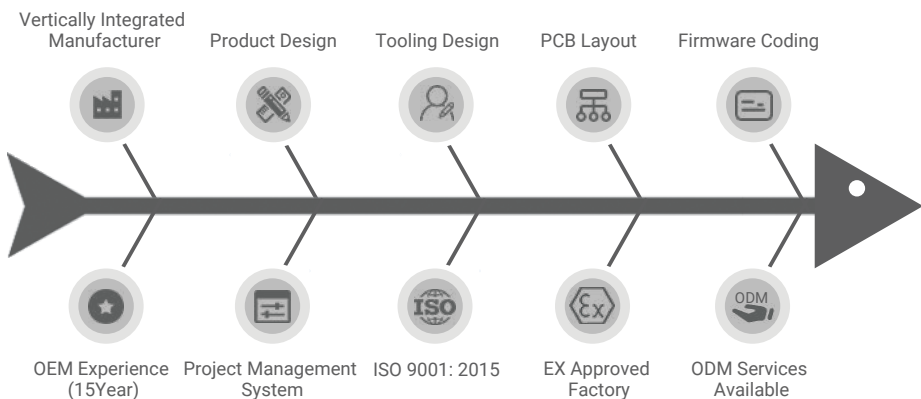 Vertically Integrated
Manufacturer
Product Design
Tooling Design
PCB Layout
Firmware Coding
ISO
Ex
ODM
OEM Experience
(15Year)
Project Management
System
ISO 9001: 2015
EX Approved
Factory
ODM Services
Available